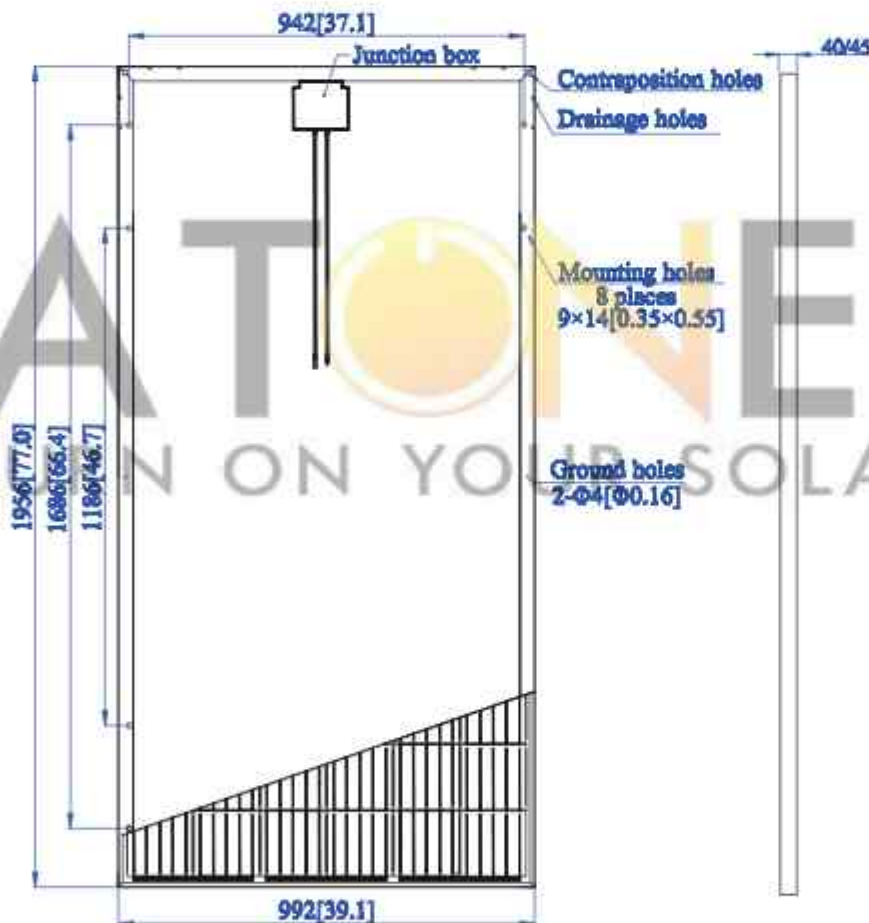 942[37.1]
Junction box
40/45
Contraposition holes
Drainage holes
Mounting holes
8 places
9×14[0.35×0.55]
ATONE
N ON YOUR SOLA
Ground holes
2-Φ4[Φ0.16]
1956[77.0]
1686[66.4]
1186[46.7]
992[39.1]